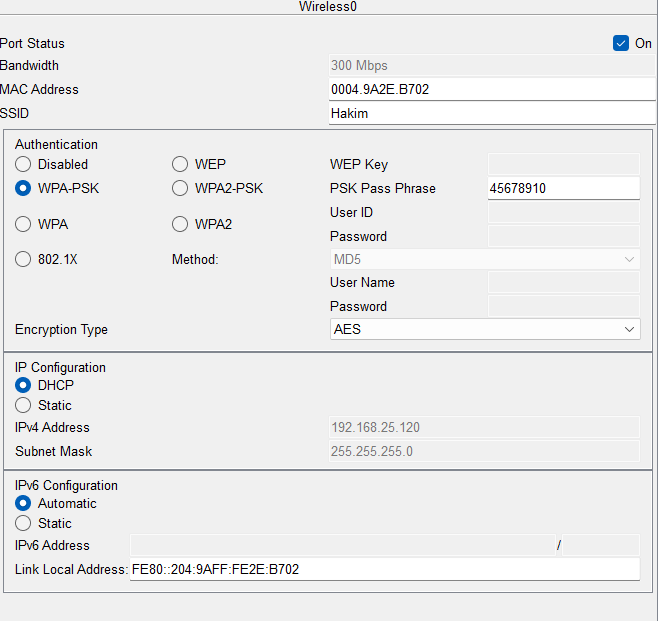 Wireless0
Port Status On
Bandwidth 300 Mbps
MAC Address 0004.9A2E.B702
SSID Hakim
Authentication
Disabled WEP WEP Key
WPA-PSK WPA2-PSK PSK Pass Phrase 45678910
User ID
WPA WPA2 Password
802.1X Method: MD5
User Name
Password
Encryption Type AES
IP Configuration
DHCP
Static
IPv4 Address 192.168.25.120
Subnet Mask 255.255.255.0
IPv6 Configuration
Automatic
Static
IPv6 Address /
Link Local Address: FE80::204:9AFF:FE2E:B702